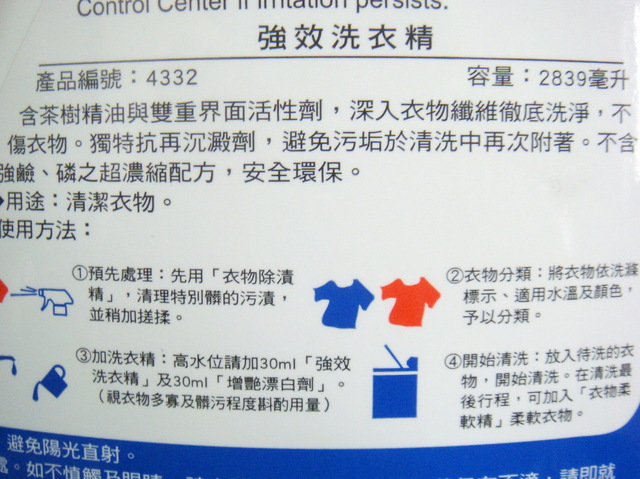 Control Center if irritation persists.
強效洗衣精
產品編號：4332 容量：2839毫升
含茶樹精油與雙重界面活性劑，深入衣物纖維徹底洗淨，不
傷衣物。獨特抗再沉澱劑，避免污垢於清洗中再次附著。不含
強鹼、磷之超濃縮配方，安全環保。
◆用途：清潔衣物。
使用方法：
①預先處理：先用「衣物除漬
精」，清理特別髒的污漬，
並稍加搓揉。
②衣物分類：將衣物依洗滌
標示、適用水溫及顏色，
予以分類。
③加洗衣精：高水位請加30ml「強效
洗衣精」及30ml「增艷漂白劑」。
（視衣物多寡及髒污程度斟酌用量）
④開始清洗：放入待洗的衣
物，開始清洗。在清洗最
後行程，可加入「衣物柔
軟精」柔軟衣物。
避免陽光直射。
處。如不慎觸及眼睛，
請即就